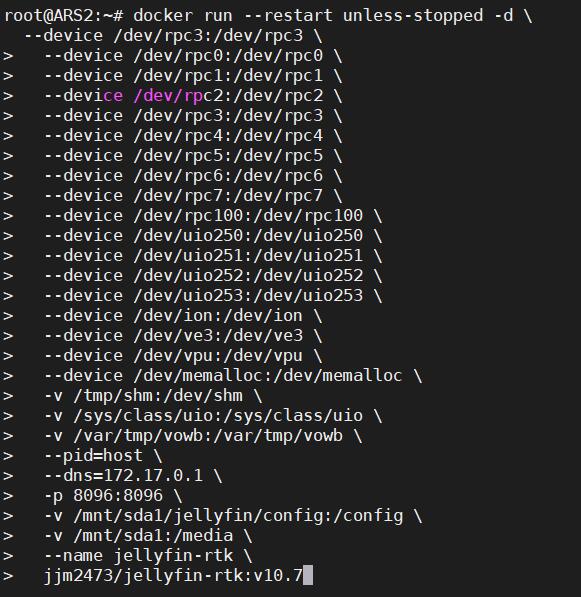 root@ARS2:~# docker run --restart unless-stopped -d \
  --device /dev/rpc3:/dev/rpc3 \
>   --device /dev/rpc0:/dev/rpc0 \
>   --device /dev/rpc1:/dev/rpc1 \
>   --device /dev/rpc2:/dev/rpc2 \
>   --device /dev/rpc3:/dev/rpc3 \
>   --device /dev/rpc4:/dev/rpc4 \
>   --device /dev/rpc5:/dev/rpc5 \
>   --device /dev/rpc6:/dev/rpc6 \
>   --device /dev/rpc7:/dev/rpc7 \
>   --device /dev/rpc100:/dev/rpc100 \
>   --device /dev/uio250:/dev/uio250 \
>   --device /dev/uio251:/dev/uio251 \
>   --device /dev/uio252:/dev/uio252 \
>   --device /dev/uio253:/dev/uio253 \
>   --device /dev/ion:/dev/ion \
>   --device /dev/ve3:/dev/ve3 \
>   --device /dev/vpu:/dev/vpu \
>   --device /dev/memalloc:/dev/memalloc \
>   -v /tmp/shm:/dev/shm \
>   -v /sys/class/uio:/sys/class/uio \
>   -v /var/tmp/vowb:/var/tmp/vowb \
>   --pid=host \
>   --dns=172.17.0.1 \
>   -p 8096:8096 \
>   -v /mnt/sda1/jellyfin/config:/config \
>   -v /mnt/sda1:/media \
>   --name jellyfin-rtk \
>   jjm2473/jellyfin-rtk:v10.7